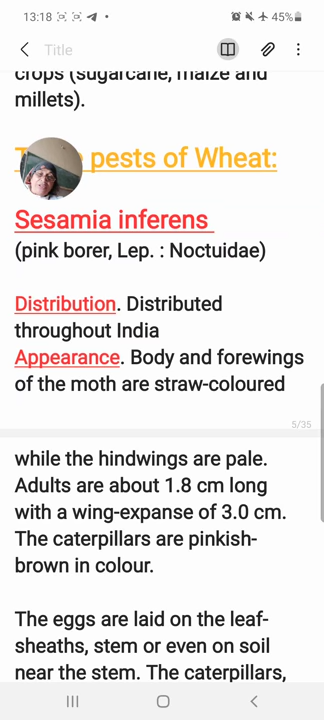 13:18
45%
Title
crops (sugarcane, maize and
millets).
pests of Wheat:
Sesamia inferens
(pink borer, Lep. : Noctuidae)
Distribution. Distributed
throughout India
Appearance. Body and forewings
of the moth are straw-coloured
5/35
while the hindwings are pale.
Adults are about 1.8 cm long
with a wing-expanse of 3.0 cm.
The caterpillars are pinkish-
brown in colour.
The eggs are laid on the leaf-
sheaths, stem or even on soil
near the stem. The caterpillars,